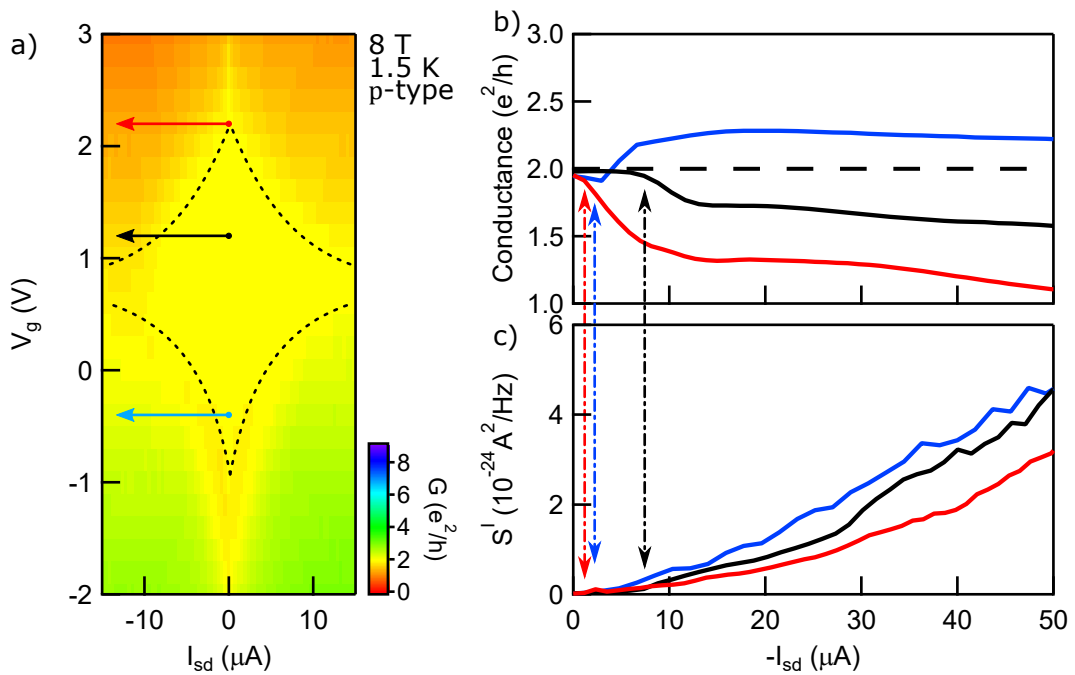 a)
8 T
1.5 K
p-type
3
2
1
0
-1
-2
V_g (V)
-10
0
10
I_sd (μA)
8
6
4
2
0
G (e²/h)
b)
3.0
2.5
2.0
1.5
1.0
Conductance (e²/h)
c)
6
4
2
0
S^I (10⁻²⁴ A²/Hz)
0
10
20
30
40
50
-I_sd (μA)